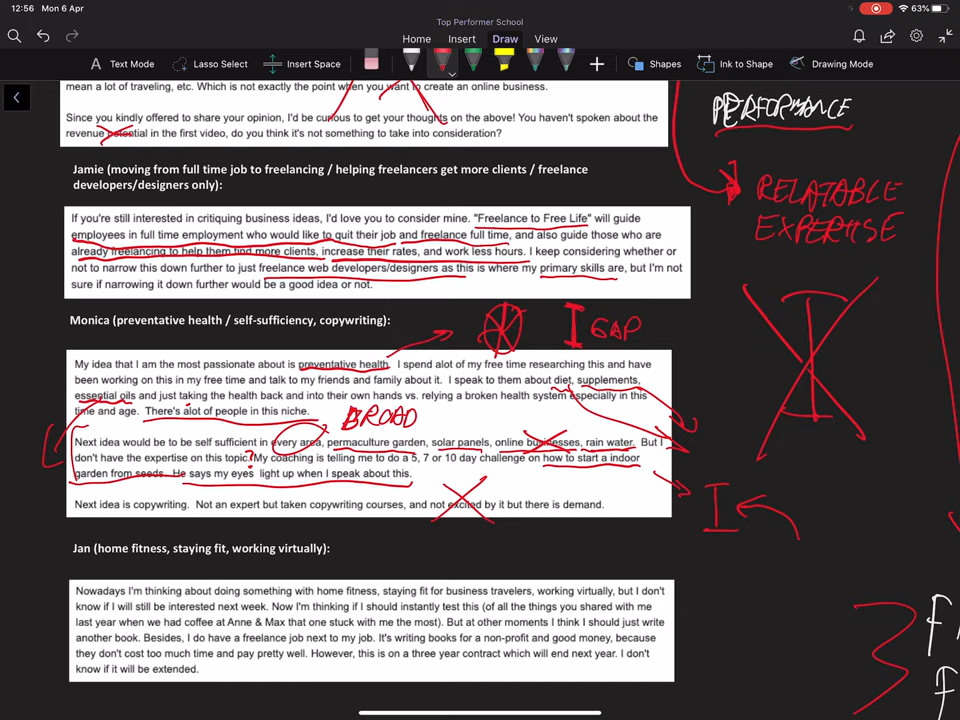 12:56 Mon 6 Apr
63%
Top Performer School
Home Insert Draw View
Text Mode Lasso Select Insert Space Shapes Ink to Shape Drawing Mode
mean a lot of traveling, etc. Which is not exactly the point when you want to create an online business.
Since you kindly offered to share your opinion, I'd be curious to get your thoughts on the above! You haven't spoken about the
revenue potential in the first video, do you think it's not something to take into consideration?
PERFORMANCE
RELATABLE
EXPERTISE
Jamie (moving from full time job to freelancing / helping freelancers get more clients / freelance
developers/designers only):
If you're still interested in critiquing business ideas, I'd love you to consider mine. "Freelance to Free Life" will guide
employees in full time employment who would like to quit their job and freelance full time, and also guide those who are
already freelancing to help them find more clients, increase their rates, and work less hours. I keep considering whether or
not to narrow this down further to just freelance web developers/designers as this is where my primary skills are, but I'm not
sure if narrowing it down further would be a good idea or not.
Monica (preventative health / self-sufficiency, copywriting):
I GAP
My idea that I am the most passionate about is preventative health. I spend alot of my free time researching this and have
been working on this in my free time and talk to my friends and family about it. I speak to them about diet, supplements,
essential oils and just taking the health back and into their own hands vs. relying a broken health system especially in this
time and age. There's alot of people in this niche.
BROAD
Next idea would be to be self sufficient in every area, permaculture garden, solar panels, online businesses, rain water. But I
don't have the expertise on this topic. My coaching is telling me to do a 5, 7 or 10 day challenge on how to start a indoor
garden from seeds. He says my eyes light up when I speak about this.
?
I
Next idea is copywriting. Not an expert but taken copywriting courses, and not excited by it but there is demand.
Jan (home fitness, staying fit, working virtually):
Nowadays I'm thinking about doing something with home fitness, staying fit for business travelers, working virtually, but I don't
know if I will still be interested next week. Now I'm thinking if I should instantly test this (of all the things you shared with me
last year when we had coffee at Anne & Max that one stuck with me the most). But at other moments I think I should just write
another book. Besides, I do have a freelance job next to my job. It's writing books for a non-profit and good money, because
they don't cost too much time and pay pretty well. However, this is on a three year contract which will end next year. I don't
know if it will be extended.